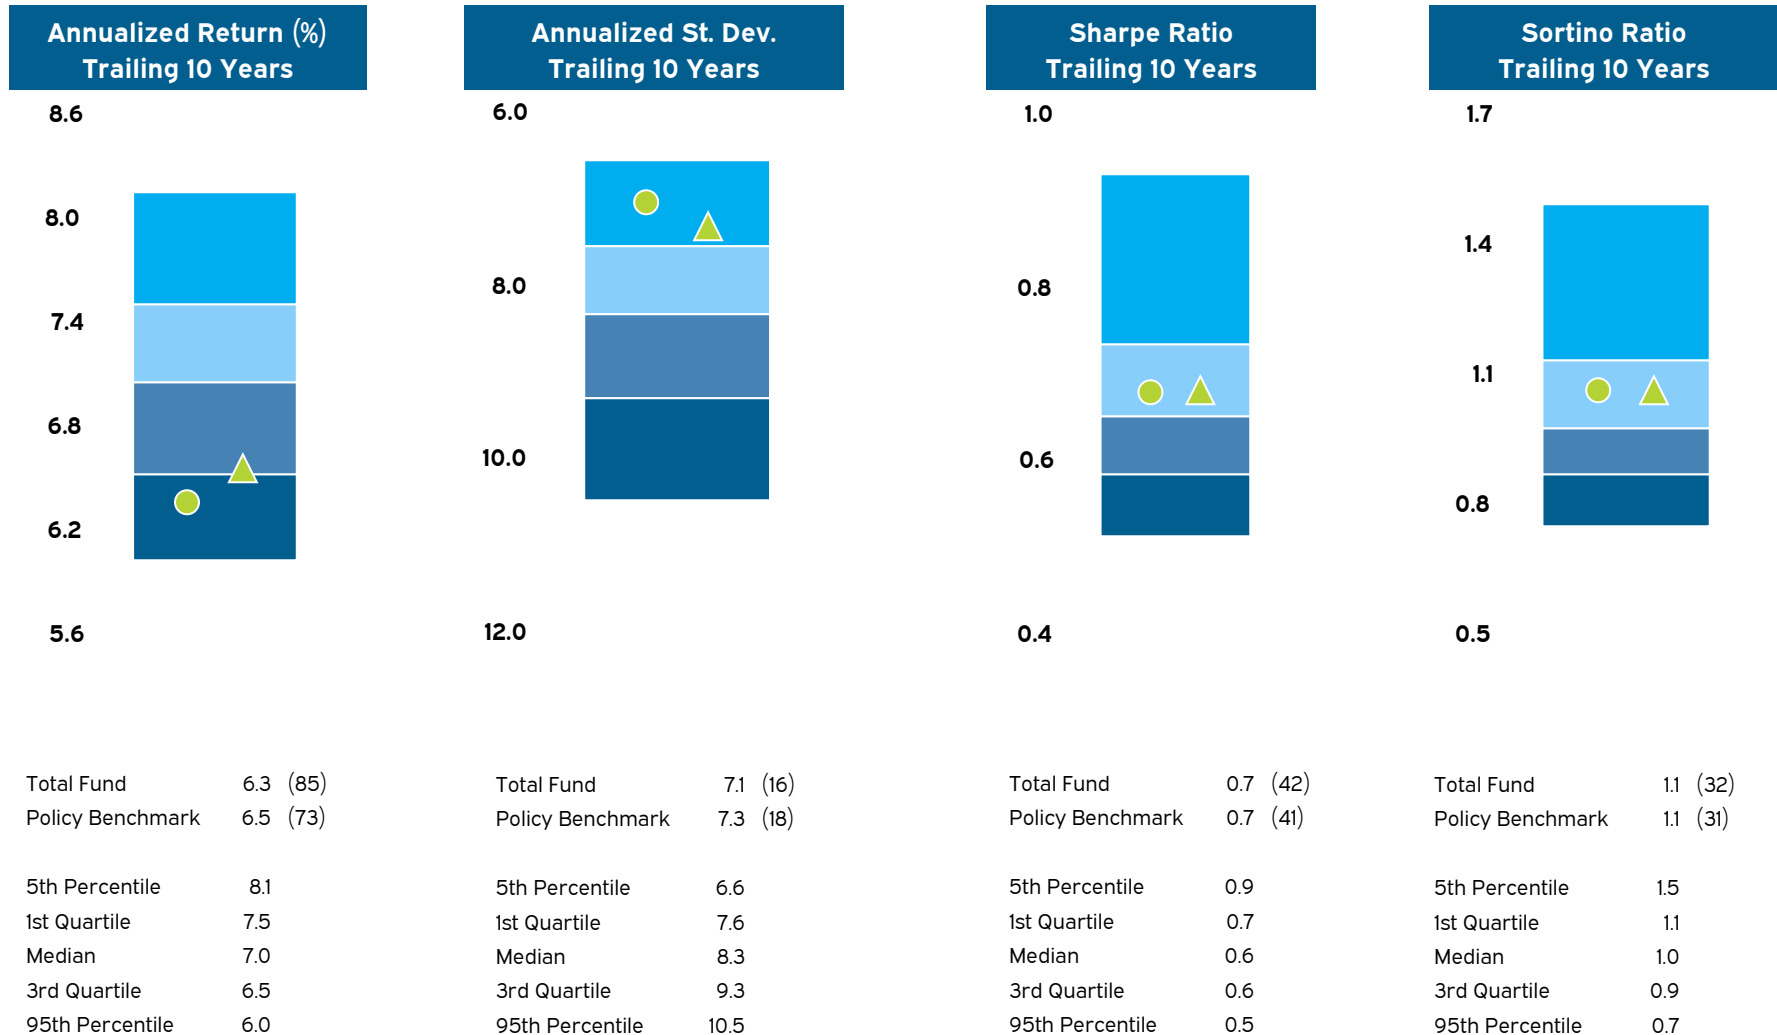 Annualized Return (%)
Trailing 10 Years
8.6
8.0
7.4
6.8
6.2
5.6
Total Fund 6.3 (85)
Policy Benchmark 6.5 (73)
5th Percentile 8.1
1st Quartile 7.5
Median 7.0
3rd Quartile 6.5
95th Percentile 6.0
Annualized St. Dev.
Trailing 10 Years
6.0
8.0
10.0
12.0
Total Fund 7.1 (16)
Policy Benchmark 7.3 (18)
5th Percentile 6.6
1st Quartile 7.6
Median 8.3
3rd Quartile 9.3
95th Percentile 10.5
Sharpe Ratio
Trailing 10 Years
1.0
0.8
0.6
0.4
Total Fund 0.7 (42)
Policy Benchmark 0.7 (41)
5th Percentile 0.9
1st Quartile 0.7
Median 0.6
3rd Quartile 0.6
95th Percentile 0.5
Sortino Ratio
Trailing 10 Years
1.7
1.4
1.1
0.8
0.5
Total Fund 1.1 (32)
Policy Benchmark 1.1 (31)
5th Percentile 1.5
1st Quartile 1.1
Median 1.0
3rd Quartile 0.9
95th Percentile 0.7